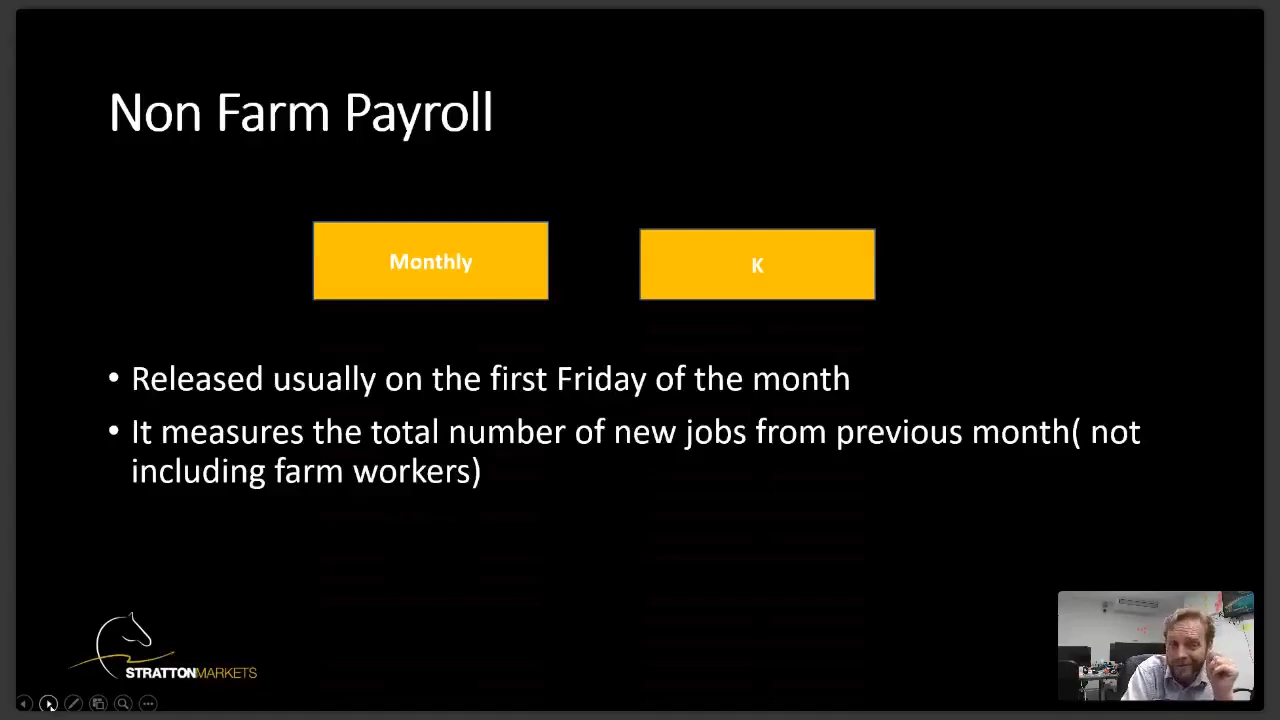 Non Farm Payroll
Monthly
K
• Released usually on the first Friday of the month
• It measures the total number of new jobs from previous month( not
including farm workers)
STRATTONMARKETS